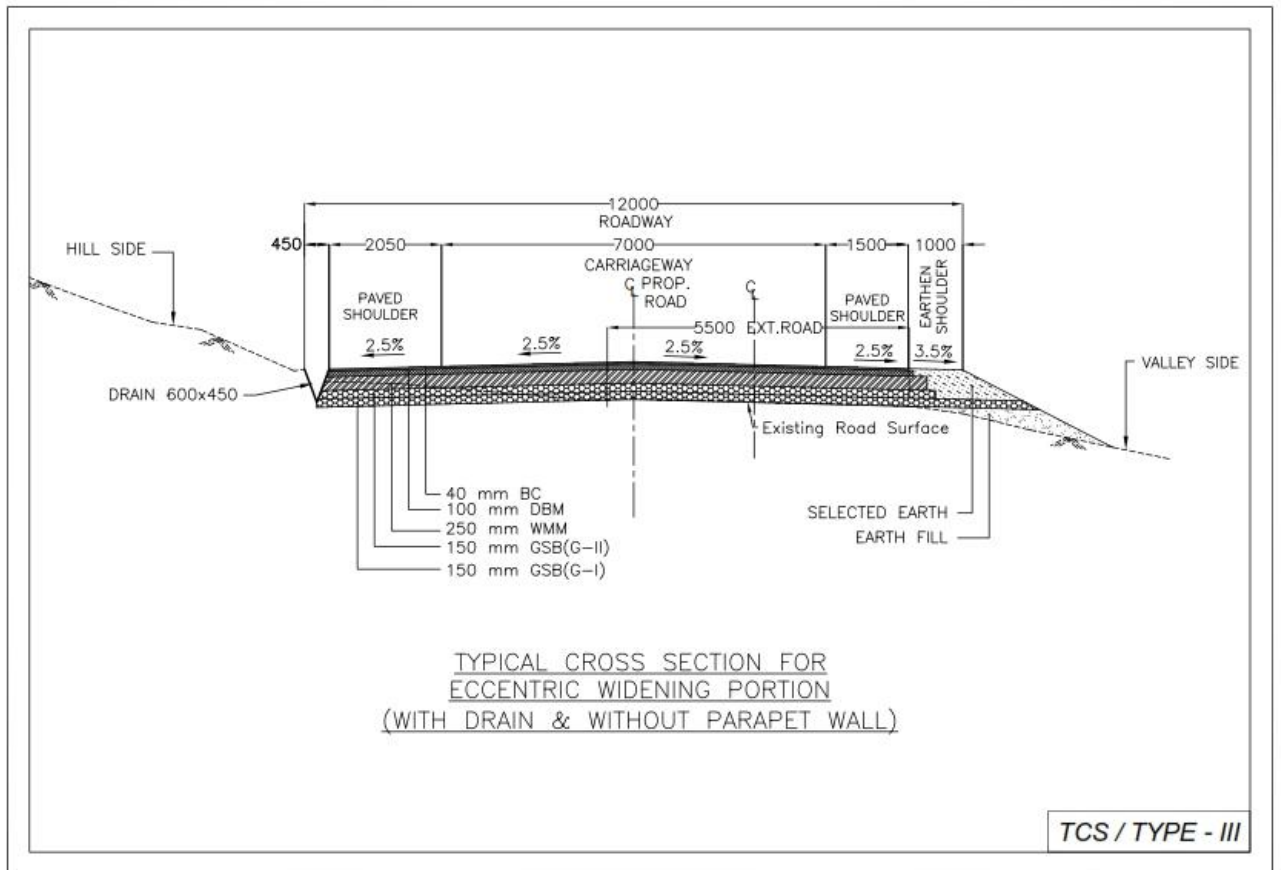 12000
ROADWAY
450
2050
7000
1500
1000
HILL SIDE
CARRIAGEWAY
℄ PROP.
ROAD
℄
PAVED
SHOULDER
PAVED
SHOULDER
EARTHEN
SHOULDER
5500 EXT.ROAD
2.5%
2.5%
2.5%
2.5%
3.5%
VALLEY SIDE
DRAIN 600x450
Existing Road Surface
40 mm BC
100 mm DBM
250 mm WMM
150 mm GSB(G-II)
150 mm GSB(G-I)
SELECTED EARTH
EARTH FILL
TYPICAL CROSS SECTION FOR
ECCENTRIC WIDENING PORTION
(WITH DRAIN & WITHOUT PARAPET WALL)
TCS / TYPE - III